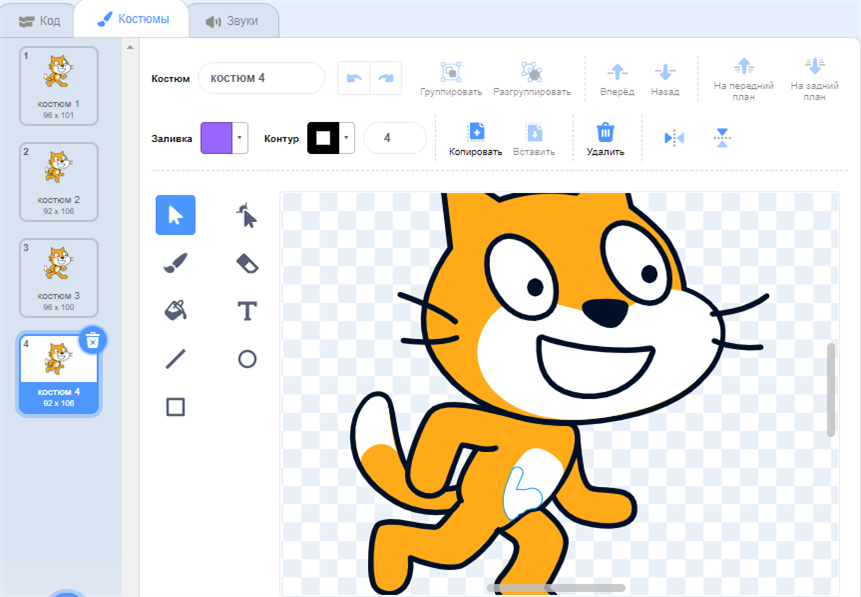 Код
Костюмы
Звуки
1
костюм 1
96 x 101
2
костюм 2
92 x 106
3
костюм 3
96 x 100
4
костюм 4
92 x 106
Костюм
костюм 4
Группировать
Разгруппировать
Вперёд
Назад
На передний план
На задний план
Заливка
Контур
4
Копировать
Вставить
Удалить
T